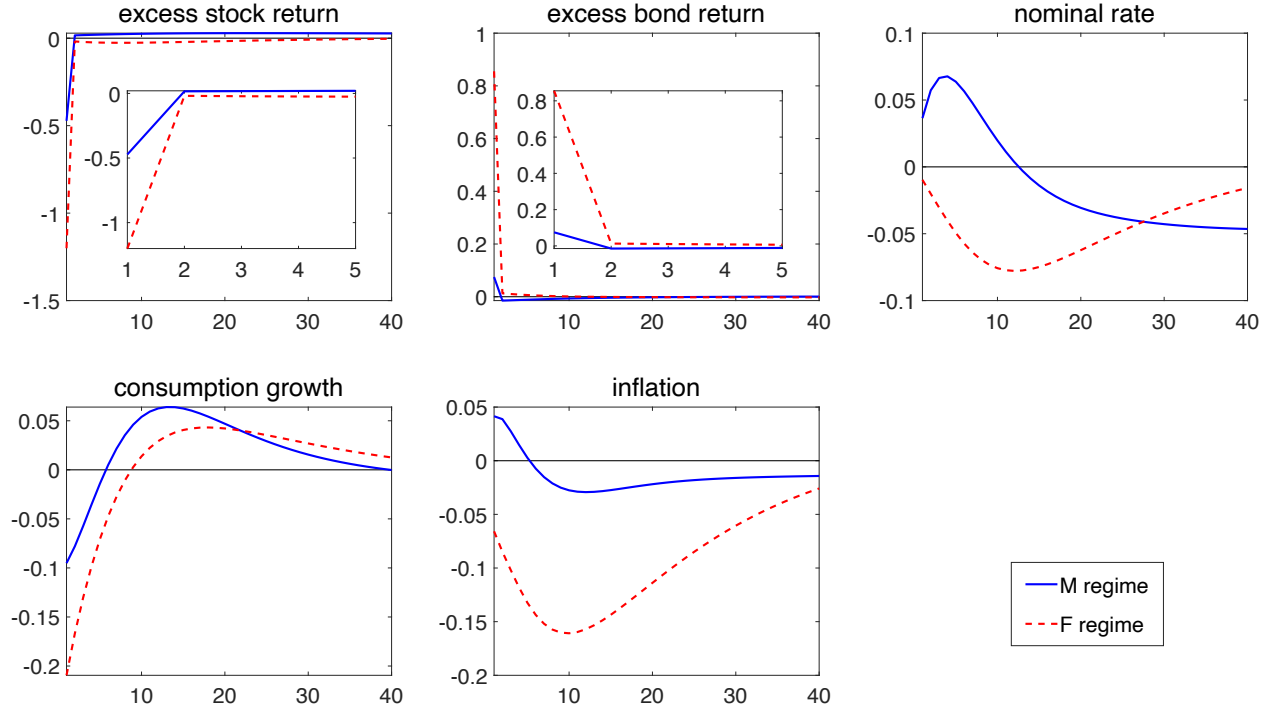 excess stock return
0
-0.5
-1
-1.5
10 20 30 40
0
-0.5
-1
1 2 3 4 5
excess bond return
1
0.8
0.6
0.4
0.2
0
10 20 30 40
0.8
0.6
0.4
0.2
0
1 2 3 4 5
nominal rate
0.1
0.05
0
-0.05
-0.1
10 20 30 40
consumption growth
0.05
0
-0.05
-0.1
-0.15
-0.2
10 20 30 40
inflation
0.05
0
-0.05
-0.1
-0.15
-0.2
10 20 30 40
M regime
F regime